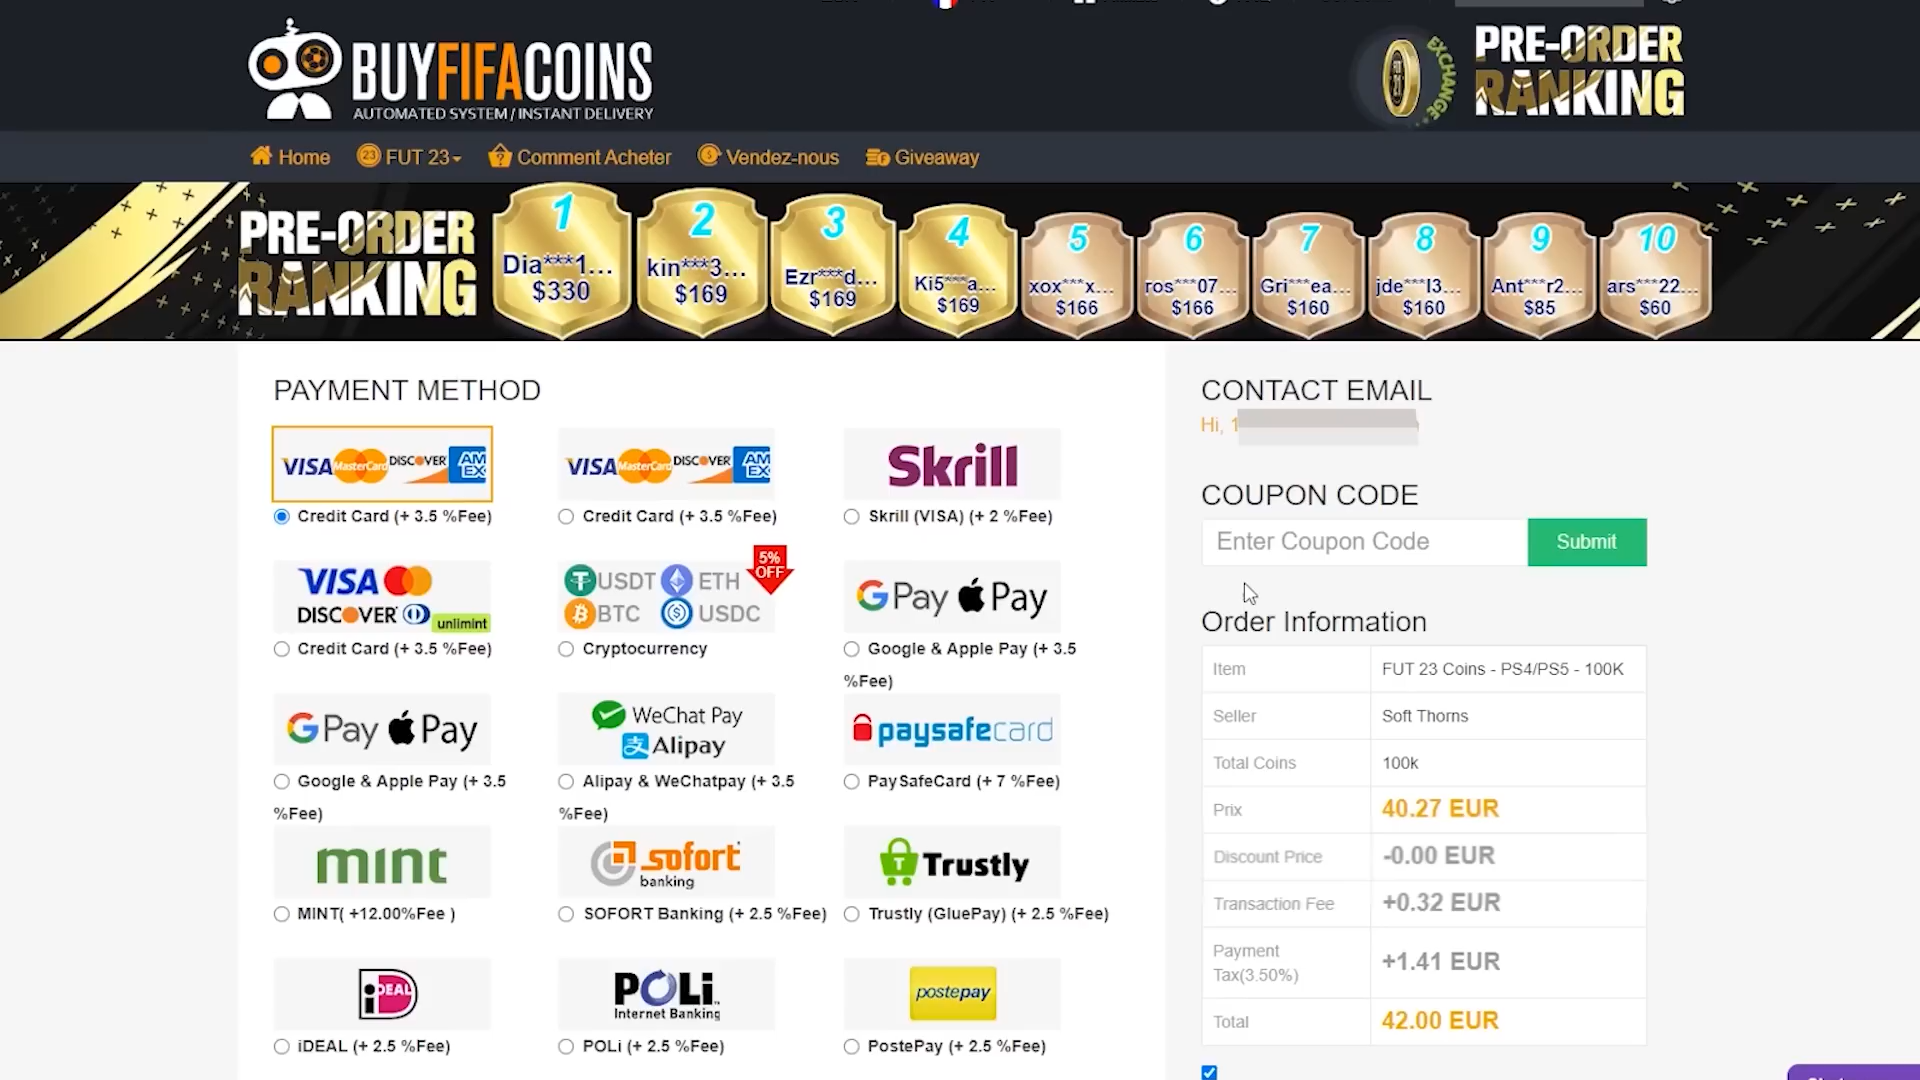 BUYFIFACOINS
AUTOMATED SYSTEM / INSTANT DELIVERY
FUT 23
EXCHANGE
PRE-ORDER
RANKING
Home
23 FUT 23
Comment Acheter
Vendez-nous
Giveaway
PRE-ORDER
RANKING
1
Dia***1...
$330
2
kin***3...
$169
3
Ezr***d...
$169
4
Ki5***a...
$169
5
xox***x...
$166
6
ros***07...
$166
7
Gri***ea...
$160
8
jde***l3...
$160
9
Ant***r2...
$85
10
ars***22...
$60
PAYMENT METHOD
VISA MasterCard DISCOVER AM EX
Credit Card (+ 3.5 %Fee)
VISA MasterCard DISCOVER AM EX
Credit Card (+ 3.5 %Fee)
Skrill
Skrill (VISA) (+ 2 %Fee)
VISA
DISCOVER unlimint
Credit Card (+ 3.5 %Fee)
5%
OFF
USDT ETH
BTC USDC
Cryptocurrency
G Pay Pay
Google & Apple Pay (+ 3.5
%Fee)
G Pay Pay
Google & Apple Pay (+ 3.5
%Fee)
WeChat Pay
支 Alipay
Alipay & WeChatpay (+ 3.5
%Fee)
paysafecard
PaySafeCard (+ 7 %Fee)
mint
MINT( +12.00%Fee )
sofort
banking
SOFORT Banking (+ 2.5 %Fee)
T Trustly
Trustly (GluePay) (+ 2.5 %Fee)
iDEAL
iDEAL (+ 2.5 %Fee)
POLi
Internet Banking
POLi (+ 2.5 %Fee)
postepay
PostePay (+ 2.5 %Fee)
CONTACT EMAIL
Hi, 1
COUPON CODE
Enter Coupon Code
Submit
Order Information
Item FUT 23 Coins - PS4/PS5 - 100K
Seller Soft Thorns
Total Coins 100k
Prix 40.27 EUR
Discount Price -0.00 EUR
Transaction Fee +0.32 EUR
Payment
Tax(3.50%) +1.41 EUR
Total 42.00 EUR